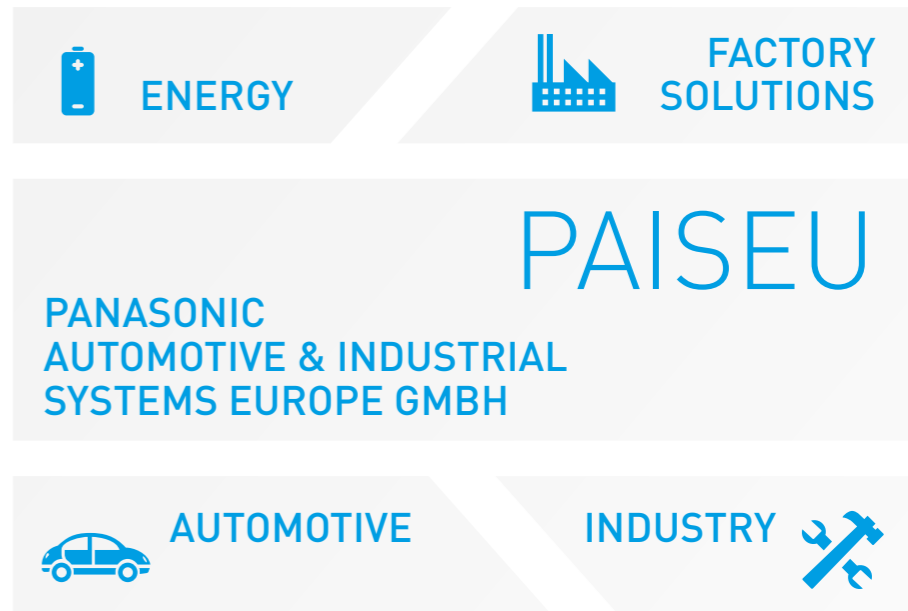 ENERGY
FACTORY
SOLUTIONS
PAISEU
PANASONIC
AUTOMOTIVE & INDUSTRIAL
SYSTEMS EUROPE GMBH
AUTOMOTIVE
INDUSTRY